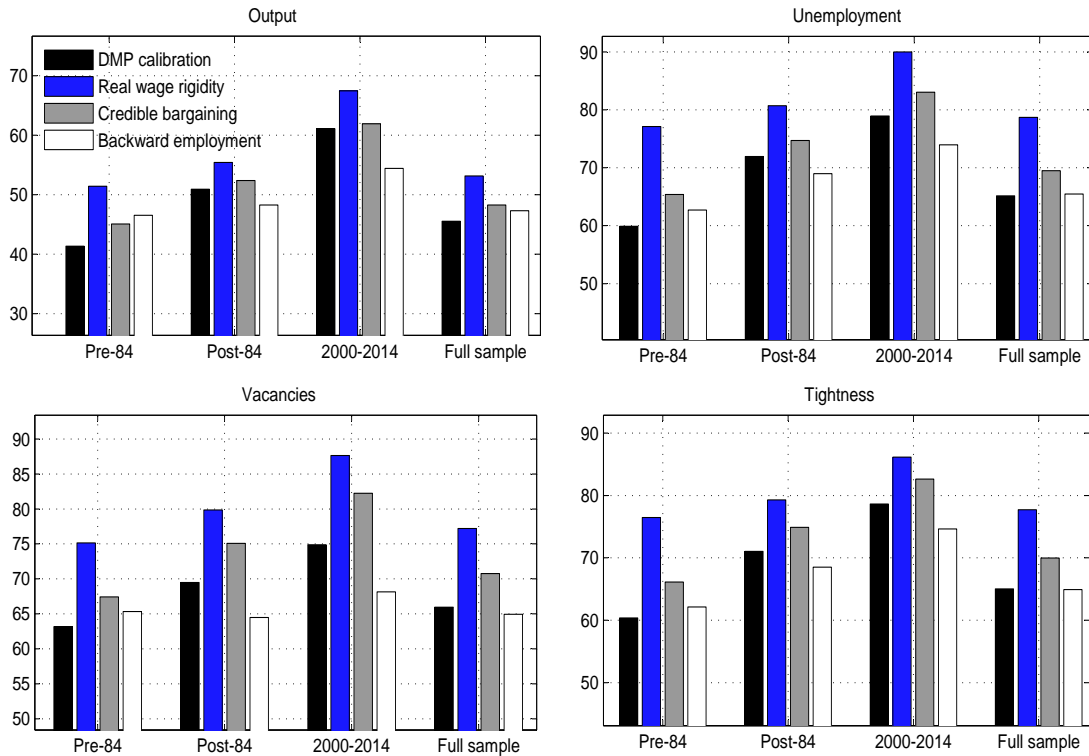 Output
70
60
50
40
30
DMP calibration
Real wage rigidity
Credible bargaining
Backward employment
Pre-84 Post-84 2000-2014 Full sample
Unemployment
90
80
70
60
50
Pre-84 Post-84 2000-2014 Full sample
Vacancies
90
85
80
75
70
65
60
55
50
Pre-84 Post-84 2000-2014 Full sample
Tightness
90
80
70
60
50
Pre-84 Post-84 2000-2014 Full sample